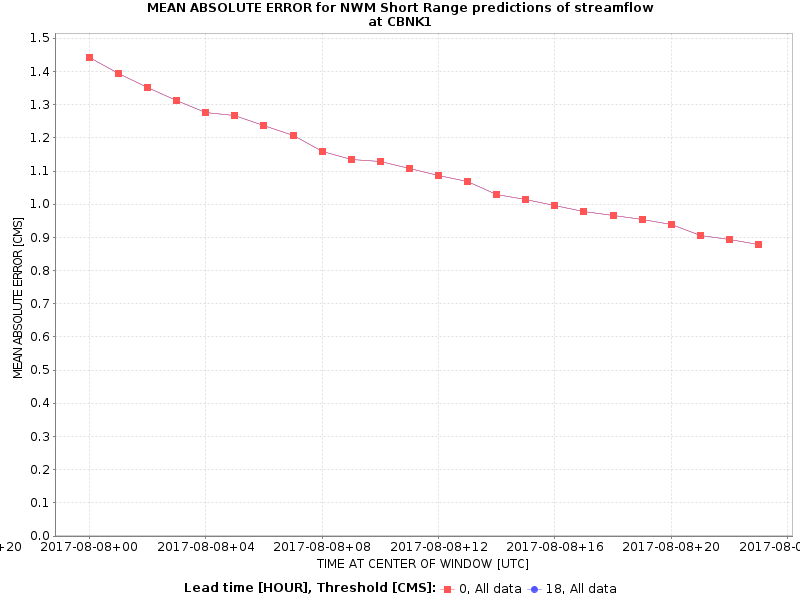 MEAN ABSOLUTE ERROR for NWM Short Range predictions of streamflow
at CBNK1
1.5
1.4
1.3
1.2
1.1
1.0
0.9
0.8
0.7
0.6
0.5
0.4
0.3
0.2
0.1
0.0
MEAN ABSOLUTE ERROR [CMS]
+20 2017-08-08+00 2017-08-08+04 2017-08-08+08 2017-08-08+12 2017-08-08+16 2017-08-08+20 2017-08-0
TIME AT CENTER OF WINDOW [UTC]
Lead time [HOUR], Threshold [CMS]: 0, All data 18, All data